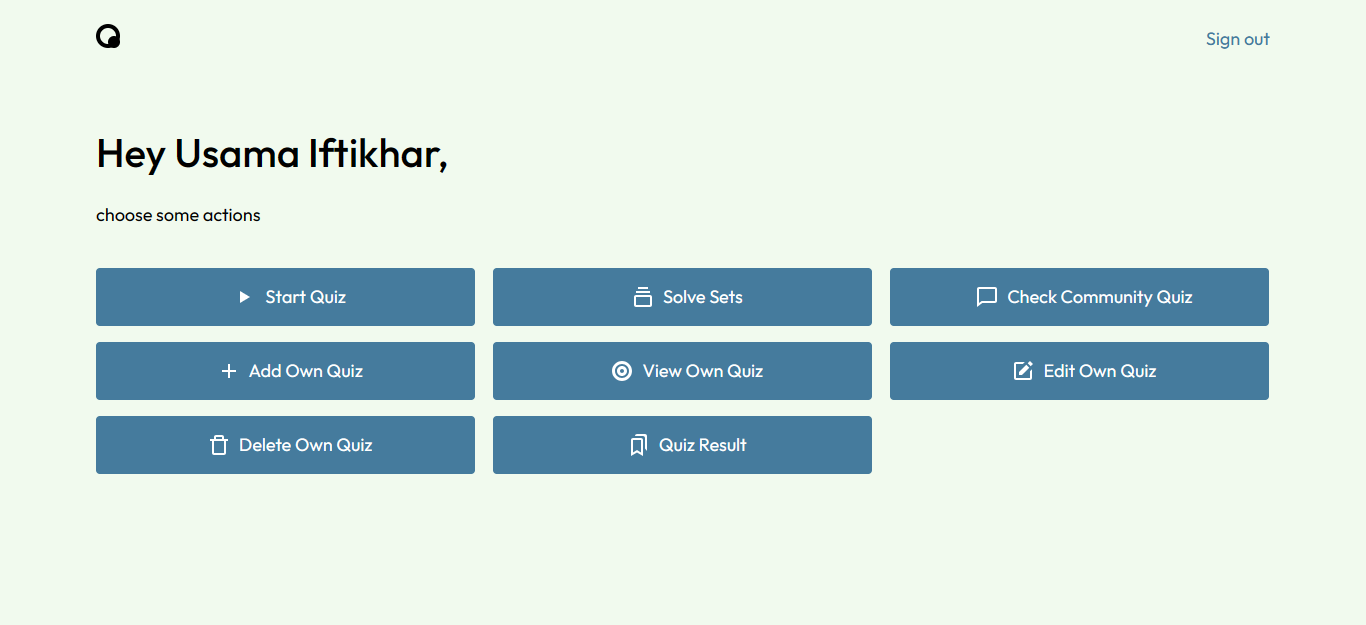 Sign out
Hey Usama Iftikhar,
choose some actions
Start Quiz
Solve Sets
Check Community Quiz
Add Own Quiz
View Own Quiz
Edit Own Quiz
Delete Own Quiz
Quiz Result